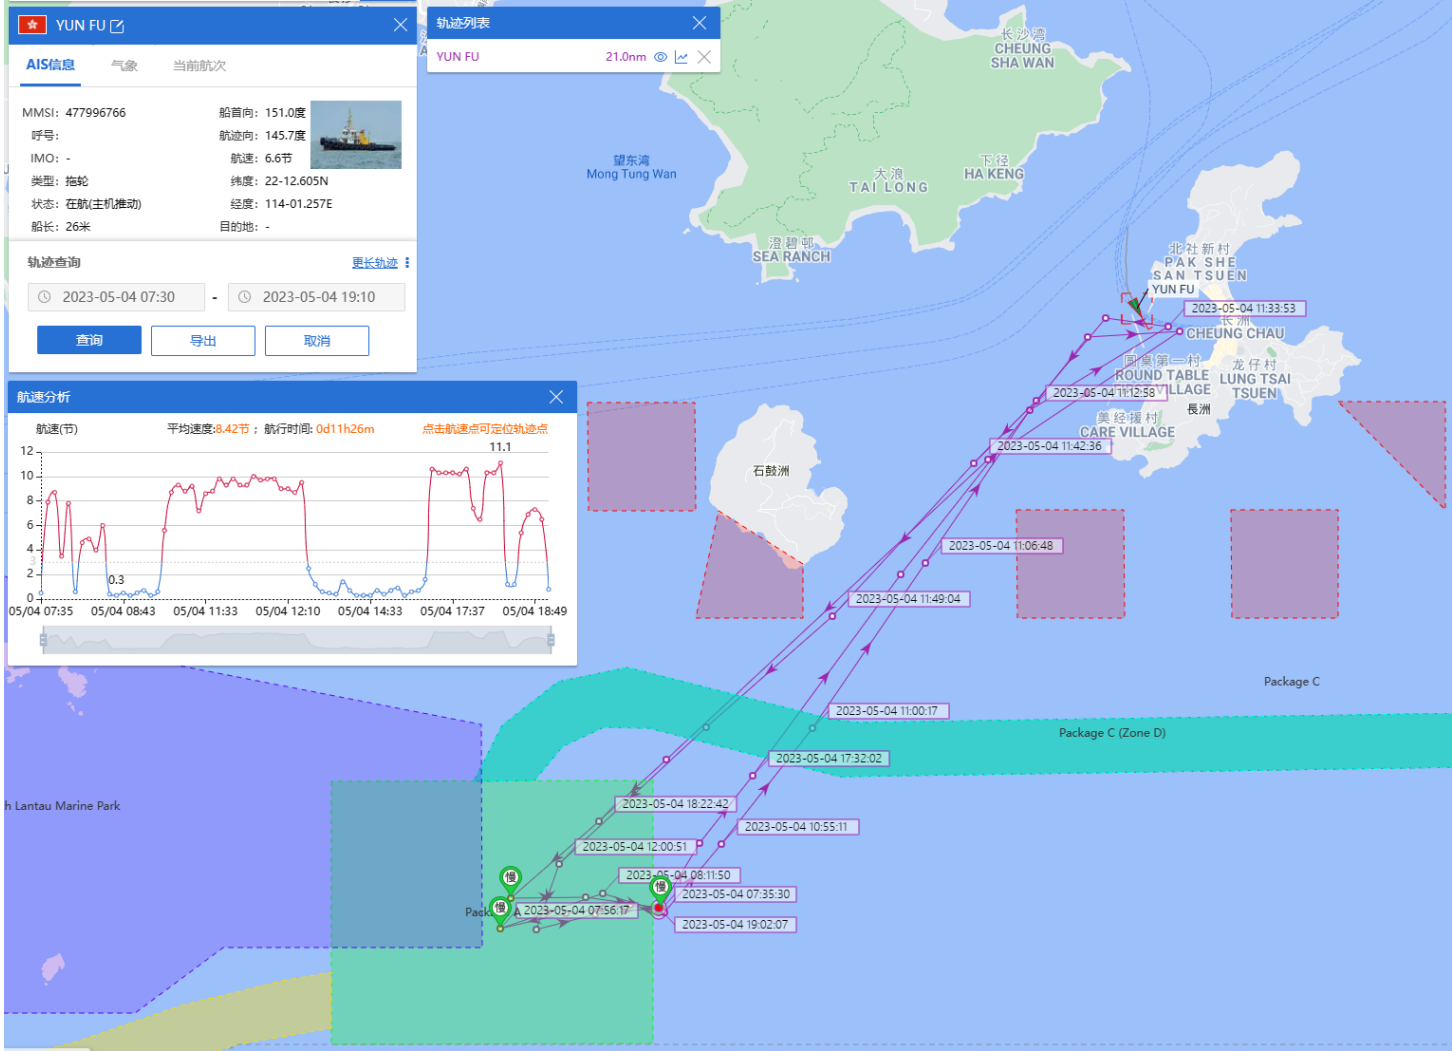 YUN FU
AIS信息 气象 当前航次
MMSI: 477996766 船首向: 151.0度
呼号: 航迹向: 145.7度
IMO: - 航速: 6.6节
类型: 拖轮 纬度: 22-12.605N
状态: 在航(主机推动) 经度: 114-01.257E
船长: 26米 目的地: -
轨迹查询 更长轨迹
2023-05-04 07:30 - 2023-05-04 19:10
查询 导出 取消
轨迹列表
YUN FU 21.0nm
航速分析
航速(节) 平均速度:8.42节 ; 航行时间: 0d11h26m 点击航速点可定位轨迹点
11.1
12
10
8
6
4
3
2
0
0.3
05/04 07:35 05/04 08:43 05/04 11:33 05/04 12:10 05/04 14:33 05/04 17:37 05/04 18:49
长沙湾
CHEUNG
SHA WAN
望东湾
Mong Tung Wan
大浪
TAI LONG
下径
HA KENG
澄碧邨
SEA RANCH
北社新村
PAK SHE
SAN TSUEN
YUN FU
2023-05-04 11:33:53
长洲
CHEUNG CHAU
圆桌第一村
ROUND TABLE
FIRST VILLAGE
龙仔村
LUNG TSAI
TSUEN
2023-05-04 11:12:58
長洲
美经援村
CARE VILLAGE
2023-05-04 11:42:36
石鼓洲
2023-05-04 11:06:48
2023-05-04 11:49:04
Package C
2023-05-04 11:00:17
Package C (Zone D)
2023-05-04 17:32:02
h Lantau Marine Park
2023-05-04 18:22:42
2023-05-04 10:55:11
2023-05-04 12:00:51
2023-05-04 08:11:50
慢
慢
2023-05-04 07:35:30
慢
Package A
2023-05-04 07:56:17
2023-05-04 19:02:07